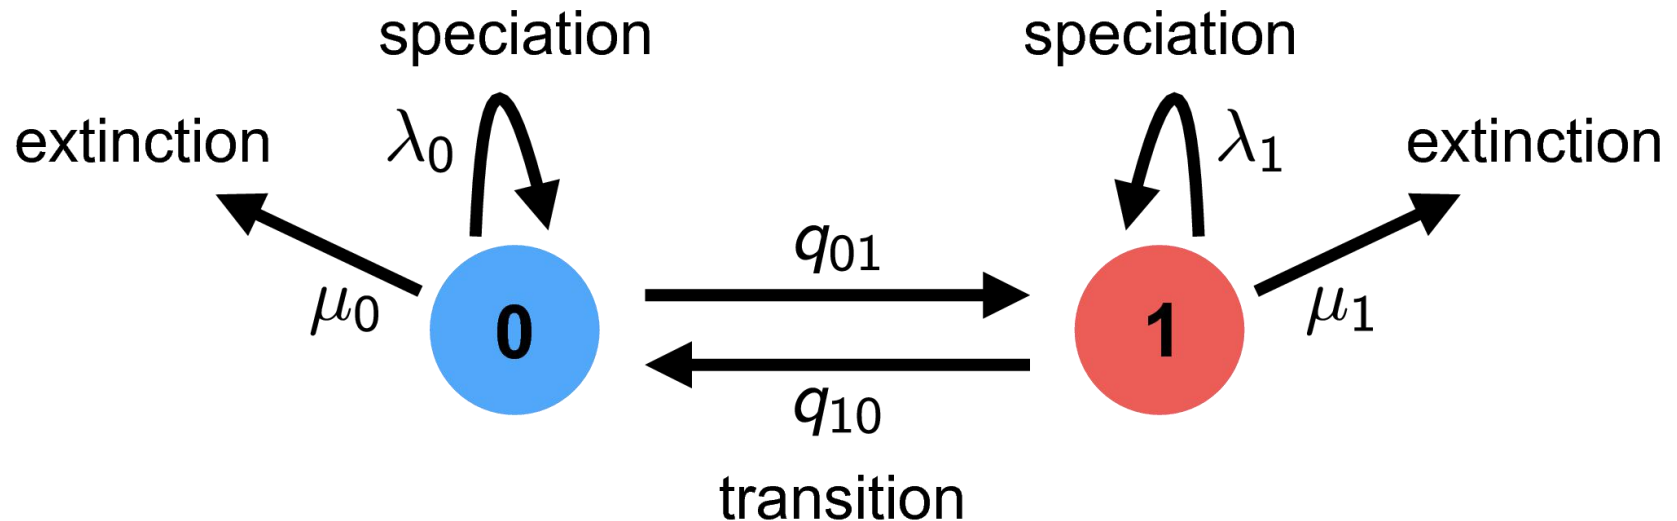 speciation
speciation
extinction
λ0
λ1
extinction
q01
μ0
0
1
μ1
q10
transition